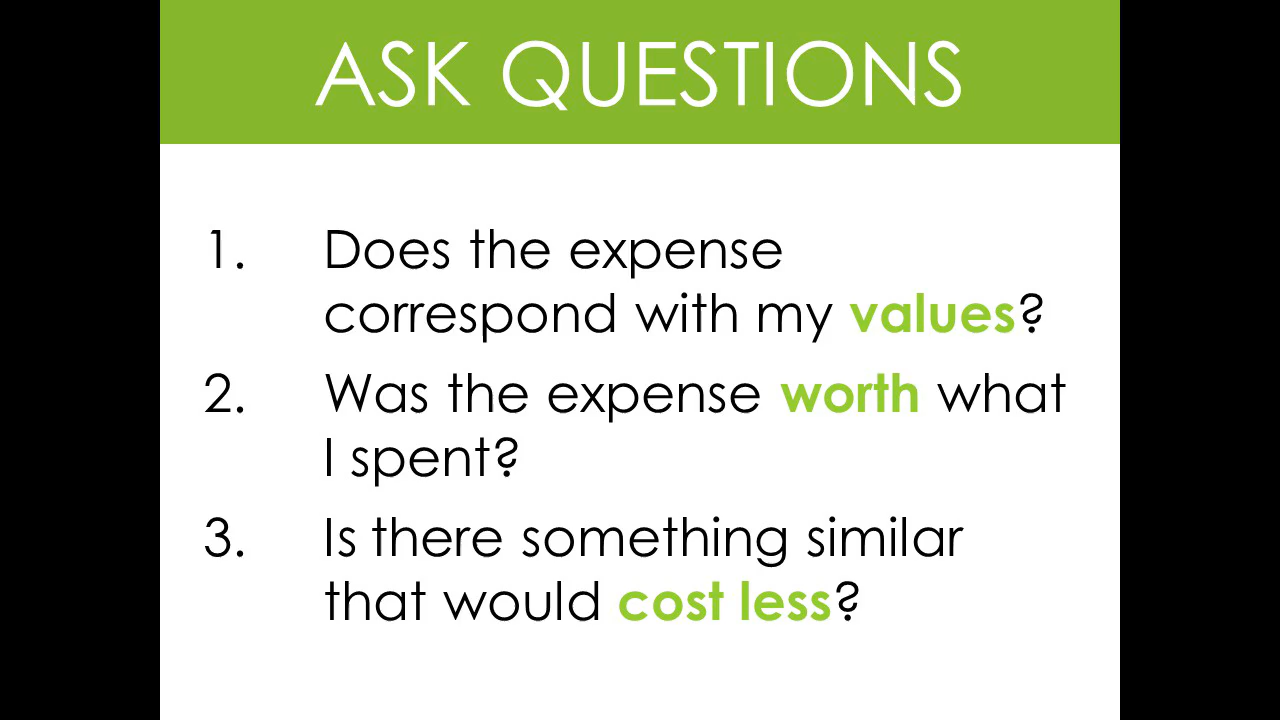 ASK QUESTIONS
1. Does the expense
correspond with my values?
2. Was the expense worth what
I spent?
3. Is there something similar
that would cost less?